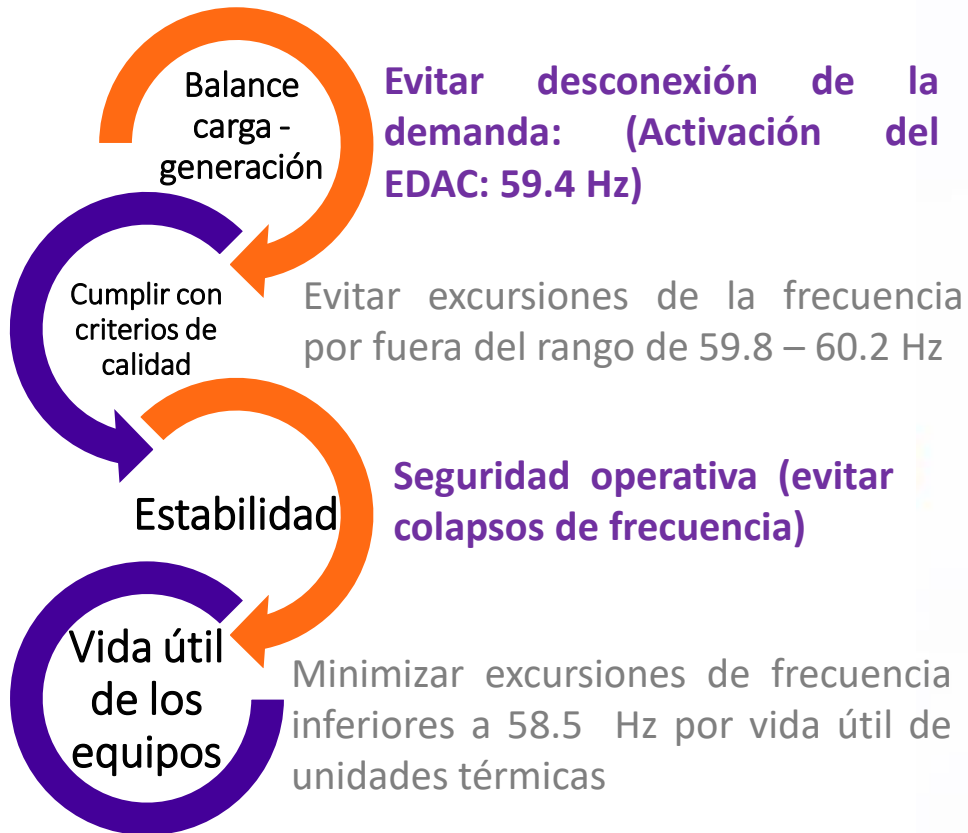 Balance
carga -
generación
Evitar desconexión de la
demanda: (Activación del
EDAC: 59.4 Hz)
Cumplir con
criterios de
calidad
Evitar excursiones de la frecuencia
por fuera del rango de 59.8 – 60.2 Hz
Estabilidad
Seguridad operativa (evitar
colapsos de frecuencia)
Vida útil
de los
equipos
Minimizar excursiones de frecuencia
inferiores a 58.5 Hz por vida útil de
unidades térmicas